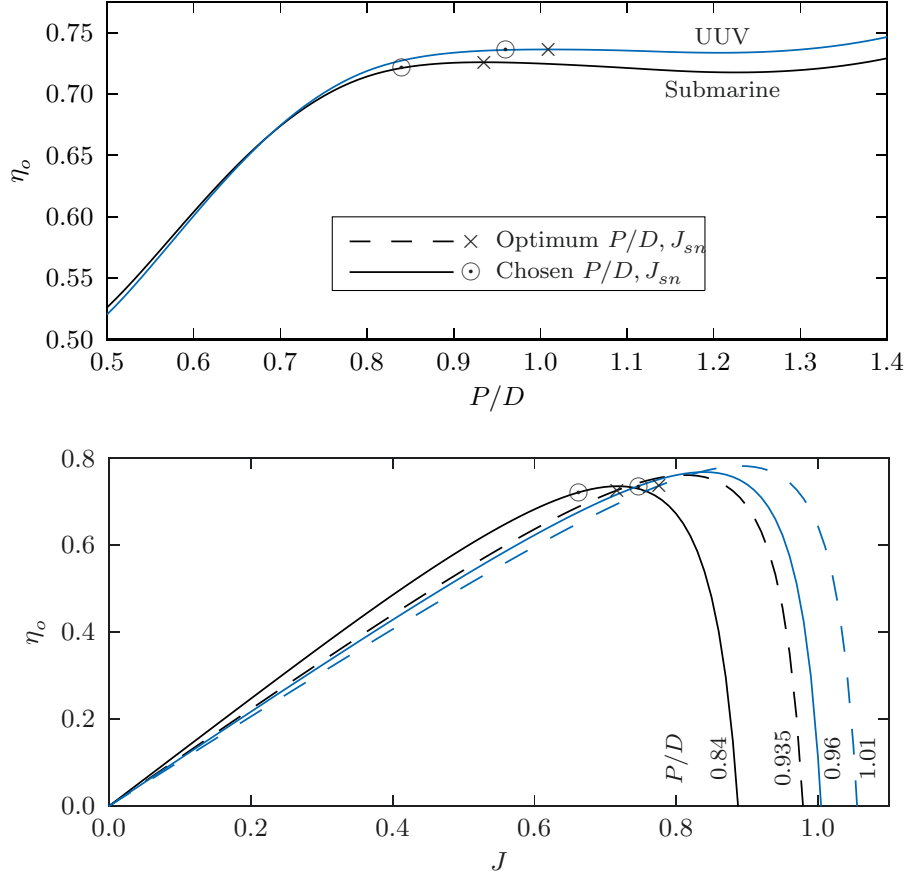 0.75
0.70
0.65
0.60
0.55
0.50
η_o
UUV
Submarine
Optimum P/D, J_sn
Chosen P/D, J_sn
0.5 0.6 0.7 0.8 0.9 1.0 1.1 1.2 1.3 1.4
P/D
0.8
0.6
0.4
0.2
0.0
η_o
P/D
0.84
0.935
0.96
1.01
0.0 0.2 0.4 0.6 0.8 1.0
J